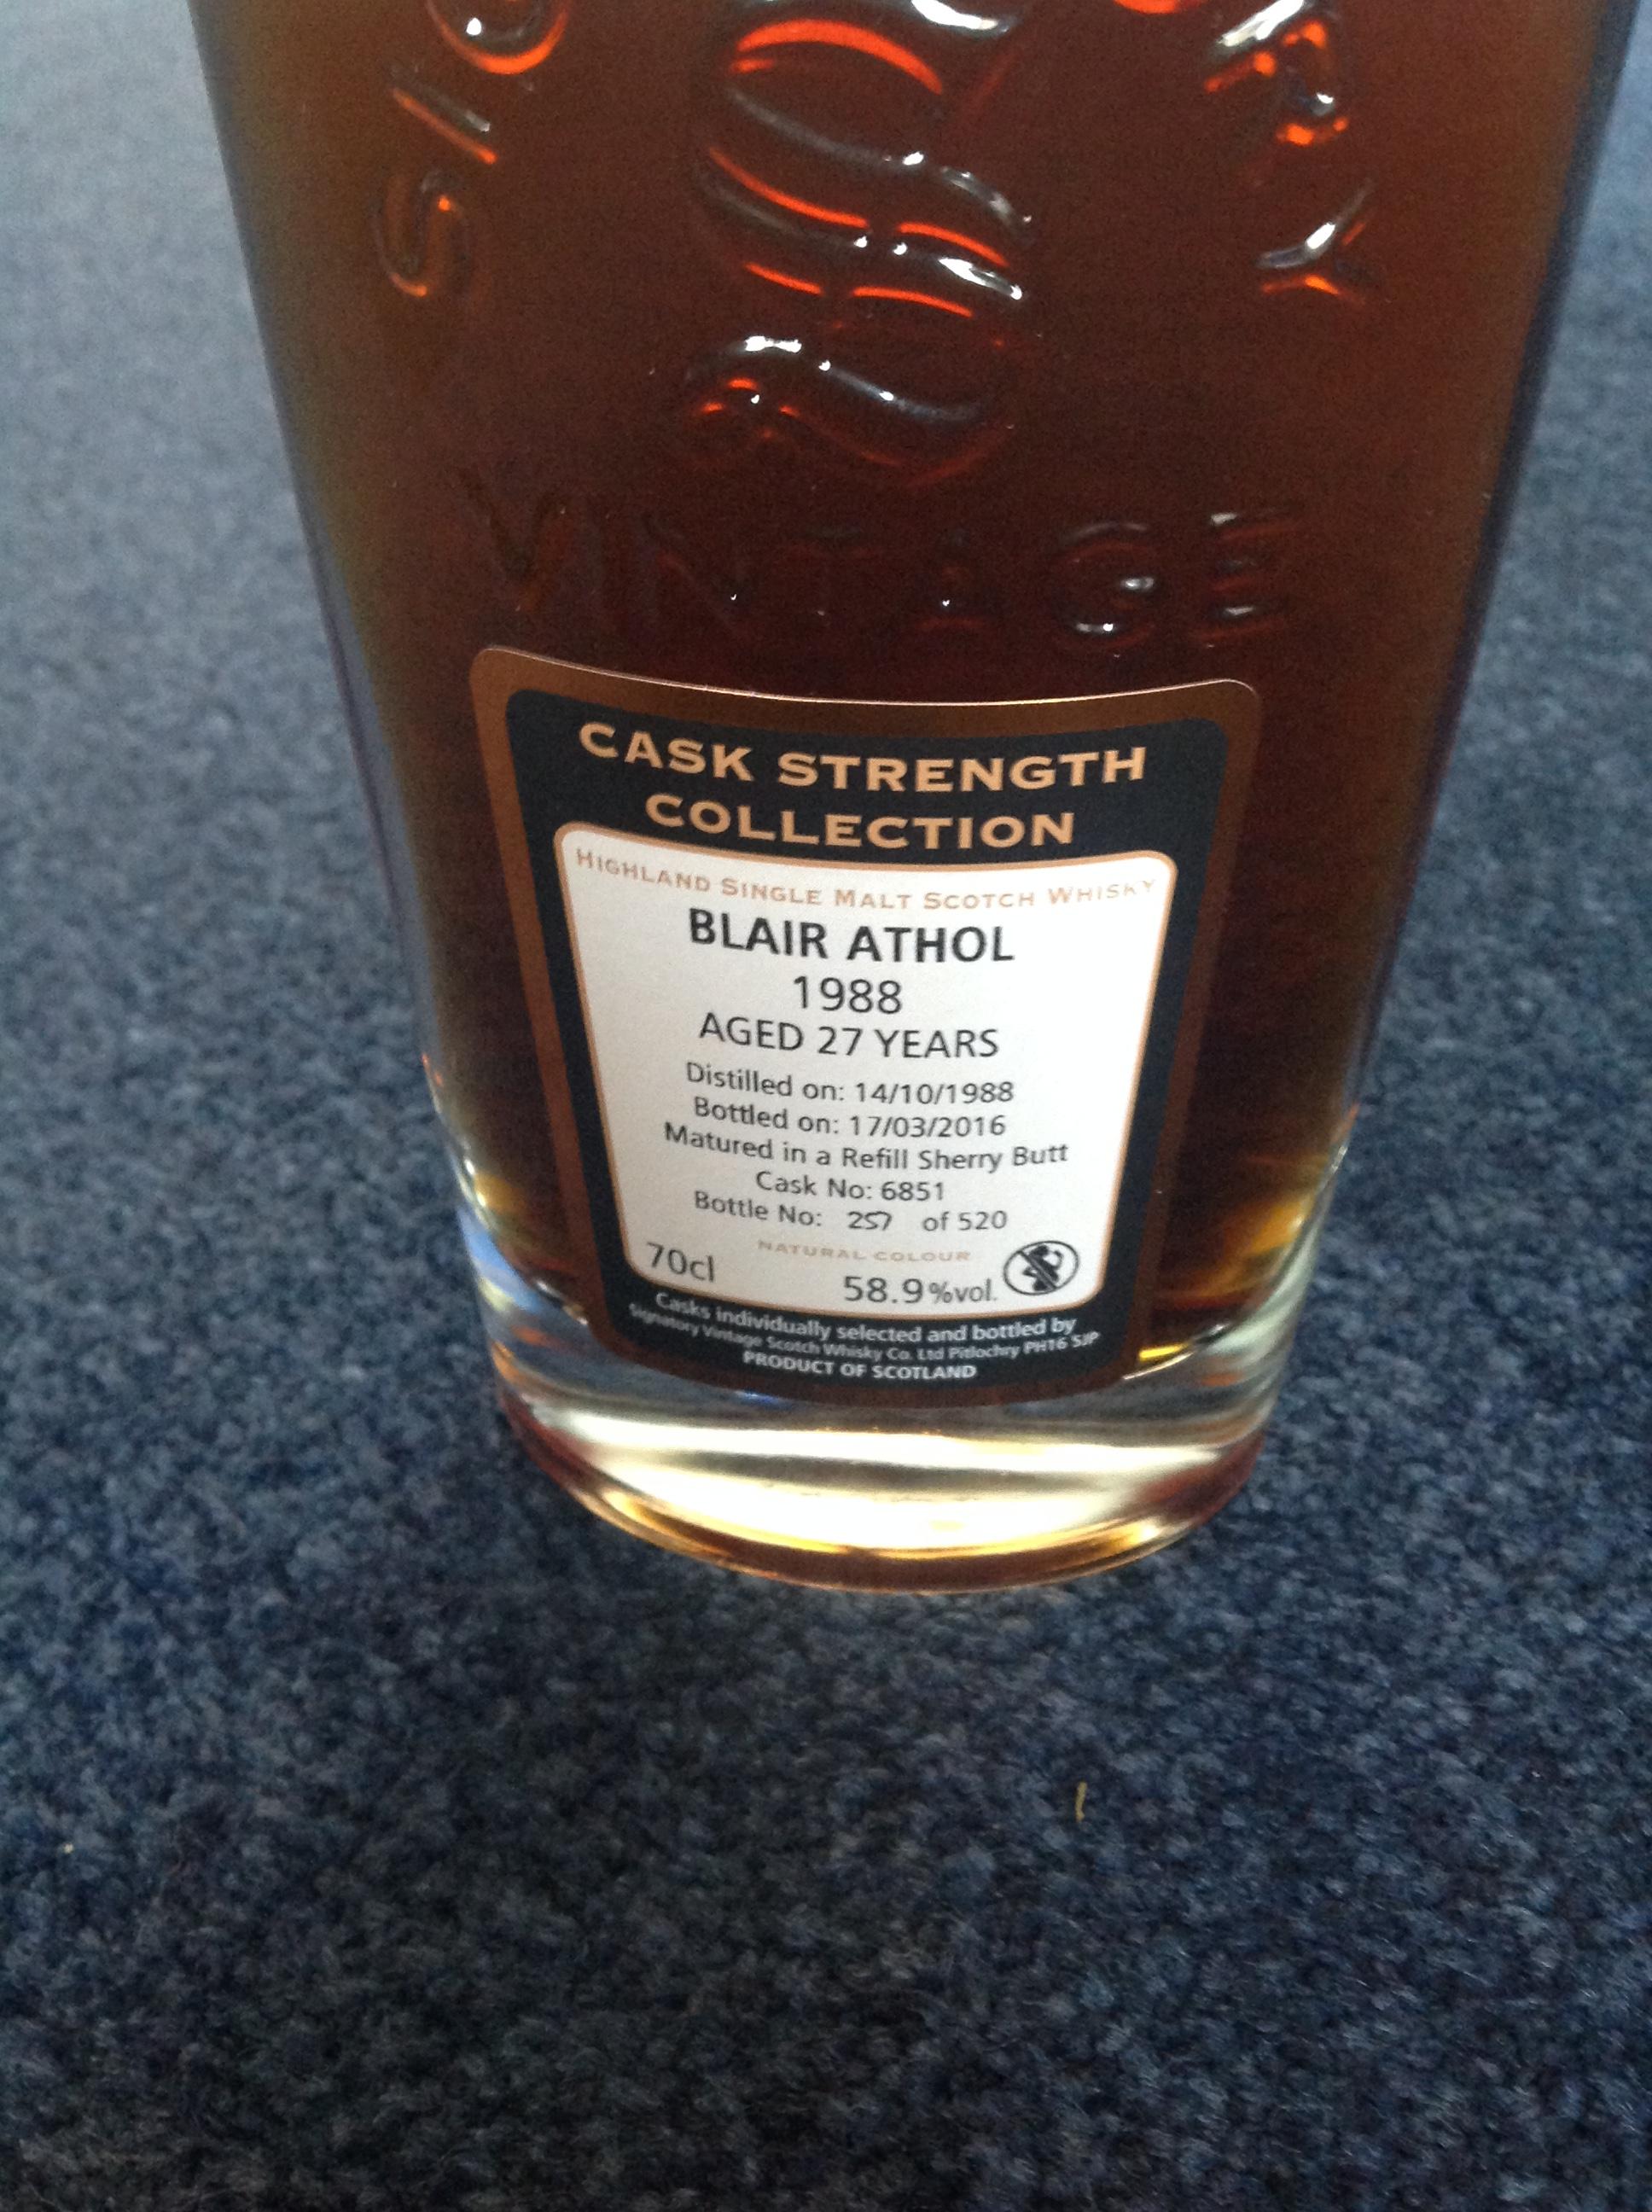 SIG
Y
VINTAGE
CASK STRENGTH
COLLECTION
HIGHLAND SINGLE MALT SCOTCH WHISKY
BLAIR ATHOL
1988
AGED 27 YEARS
Distilled on: 14/10/1988
Bottled on: 17/03/2016
Matured in a Refill Sherry Butt
Cask No: 6851
Bottle No: 257 of 520
NATURAL COLOUR
70cl
58.9%vol.
Casks individually selected and bottled by
Signatory Vintage Scotch Whisky Co. Ltd Pitlochry PH16 5JP
PRODUCT OF SCOTLAND